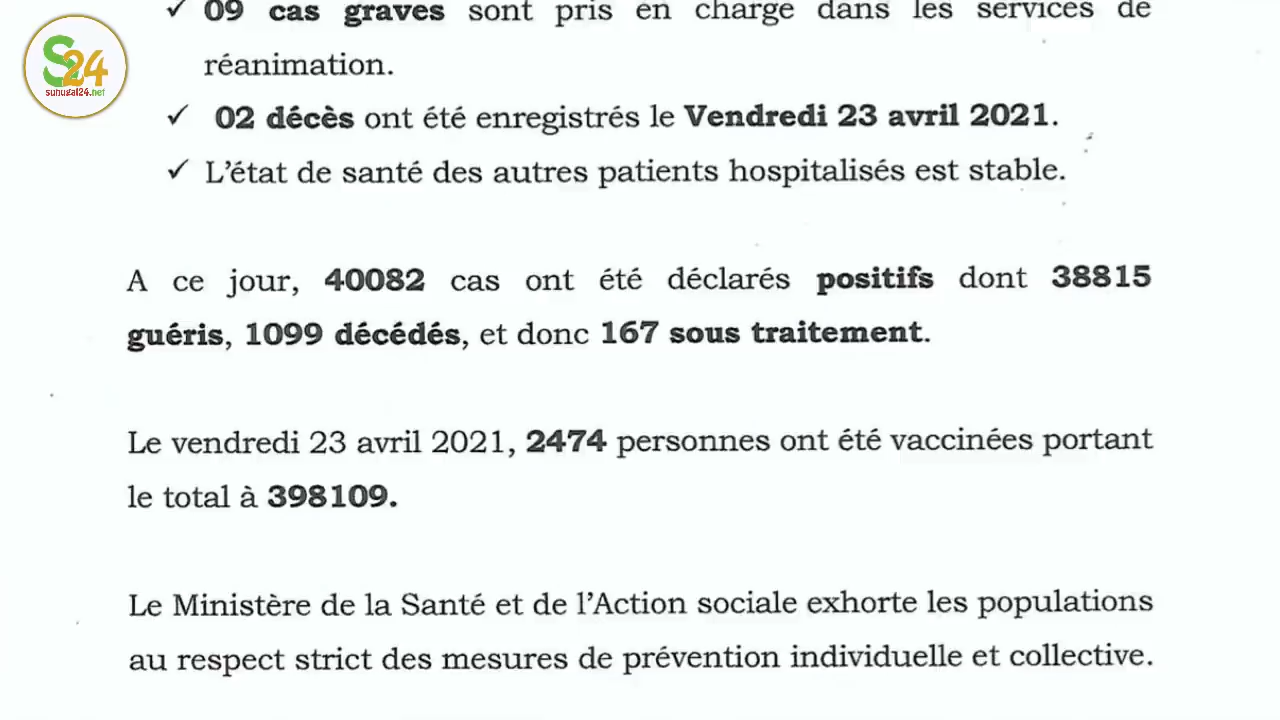 ✓ 09 cas graves sont pris en charge dans les services de
réanimation.
✓ 02 décès ont été enregistrés le Vendredi 23 avril 2021.
✓ L'état de santé des autres patients hospitalisés est stable.
A ce jour, 40082 cas ont été déclarés positifs dont 38815
guéris, 1099 décédés, et donc 167 sous traitement.
Le vendredi 23 avril 2021, 2474 personnes ont été vaccinées portant
le total à 398109.
Le Ministère de la Santé et de l'Action sociale exhorte les populations
au respect strict des mesures de prévention individuelle et collective.
S24
sunugal24.net